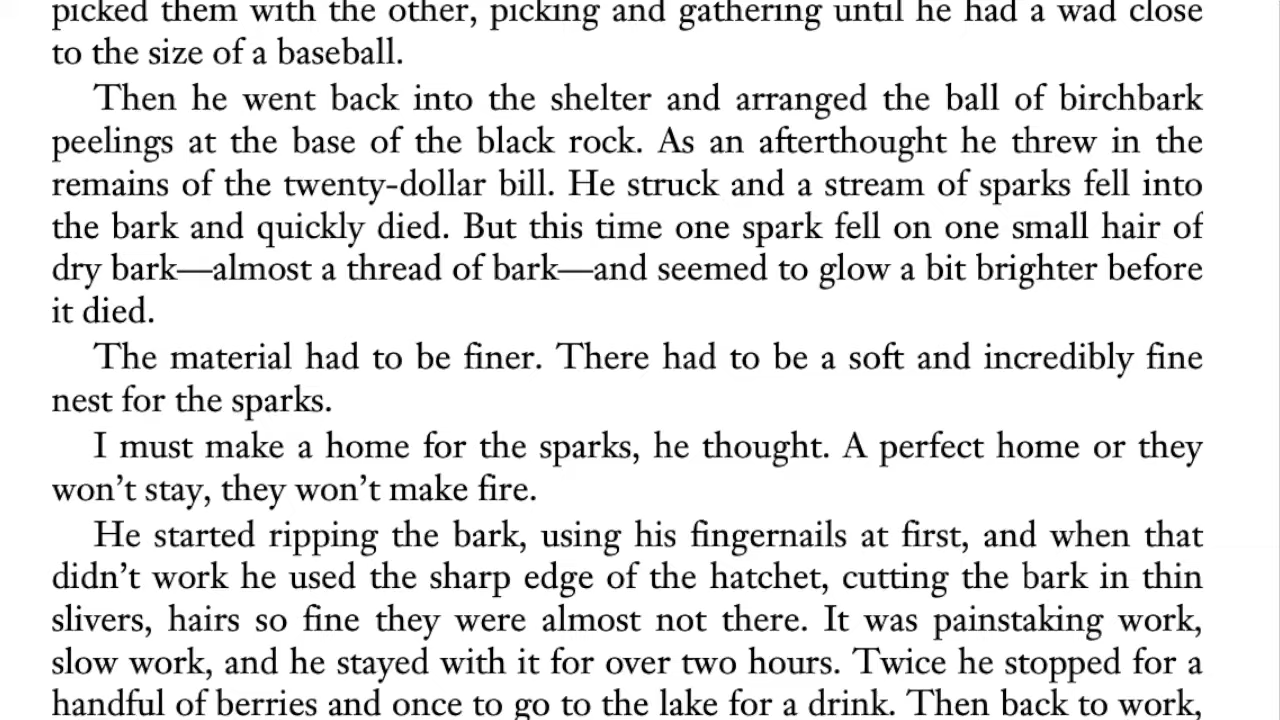 picked them with the other, picking and gathering until he had a wad close
to the size of a baseball.
Then he went back into the shelter and arranged the ball of birchbark
peelings at the base of the black rock. As an afterthought he threw in the
remains of the twenty-dollar bill. He struck and a stream of sparks fell into
the bark and quickly died. But this time one spark fell on one small hair of
dry bark—almost a thread of bark—and seemed to glow a bit brighter before
it died.
The material had to be finer. There had to be a soft and incredibly fine
nest for the sparks.
I must make a home for the sparks, he thought. A perfect home or they
won’t stay, they won’t make fire.
He started ripping the bark, using his fingernails at first, and when that
didn’t work he used the sharp edge of the hatchet, cutting the bark in thin
slivers, hairs so fine they were almost not there. It was painstaking work,
slow work, and he stayed with it for over two hours. Twice he stopped for a
handful of berries and once to go to the lake for a drink. Then back to work,